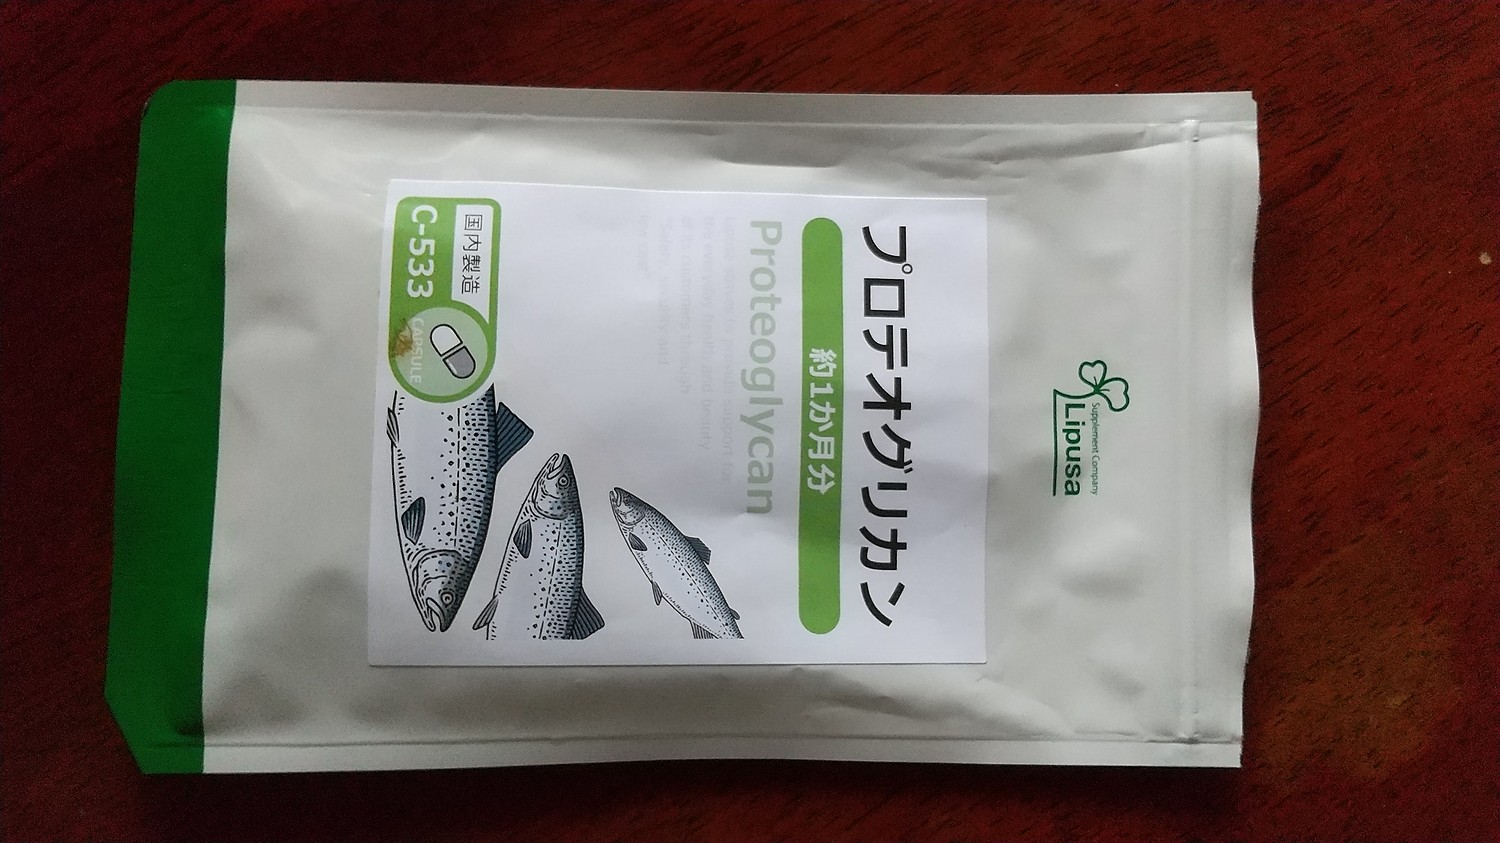 Supplement Company
Lipusa
プロテオグリカン
約1か月分
Proteoglycan
国内製造
C-533
CAPSULE